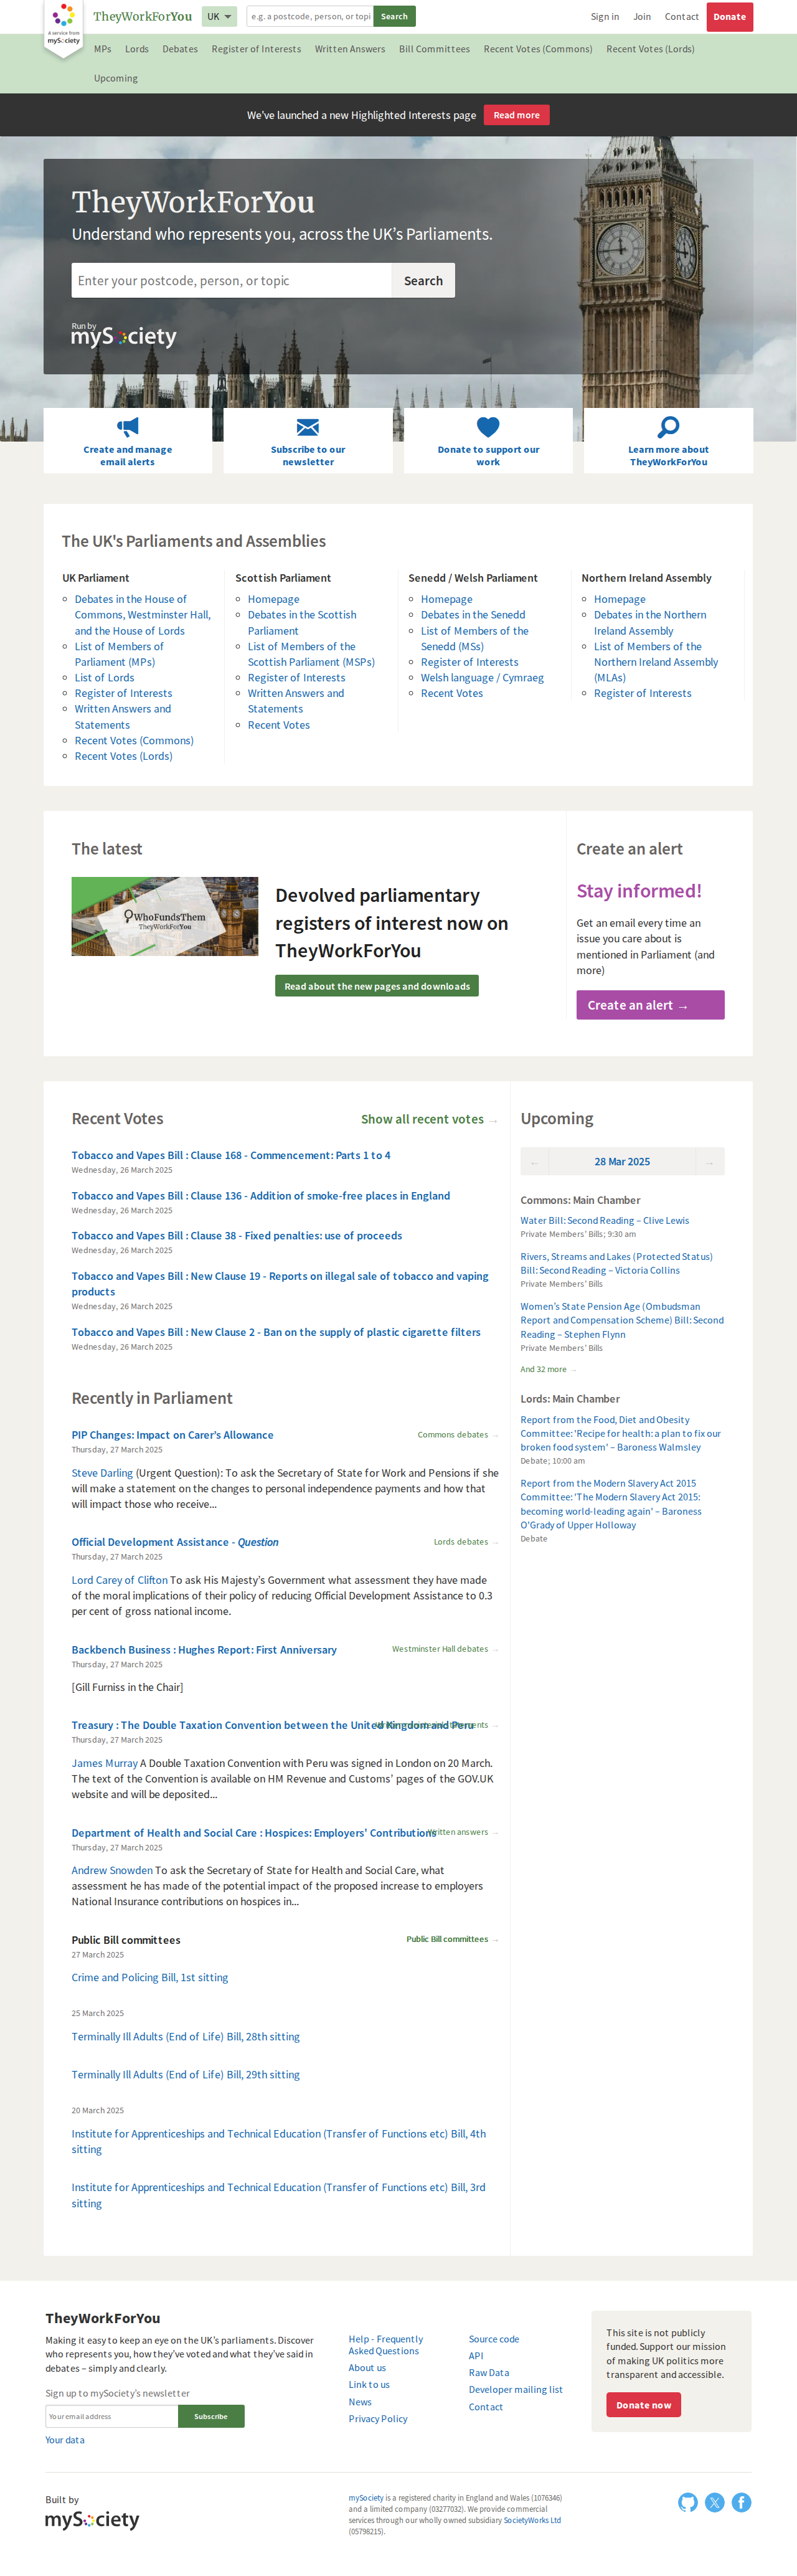 A service from
mySociety
TheyWorkForYou
UK
e.g. a postcode, person, or topi
Search
Sign in
Join
Contact
Donate
MPs
Lords
Debates
Register of Interests
Written Answers
Bill Committees
Recent Votes (Commons)
Recent Votes (Lords)
Upcoming
We've launched a new Highlighted Interests page
Read more
TheyWorkForYou
Understand who represents you, across the UK’s Parliaments.
Enter your postcode, person, or topic
Search
Run by
mySociety
Create and manage
email alerts
Subscribe to our
newsletter
Donate to support our
work
Learn more about
TheyWorkForYou
The UK's Parliaments and Assemblies
UK Parliament
Debates in the House of
Commons, Westminster Hall,
and the House of Lords
List of Members of
Parliament (MPs)
List of Lords
Register of Interests
Written Answers and
Statements
Recent Votes (Commons)
Recent Votes (Lords)
Scottish Parliament
Homepage
Debates in the Scottish
Parliament
List of Members of the
Scottish Parliament (MSPs)
Register of Interests
Written Answers and
Statements
Recent Votes
Senedd / Welsh Parliament
Homepage
Debates in the Senedd
List of Members of the
Senedd (MSs)
Register of Interests
Welsh language / Cymraeg
Recent Votes
Northern Ireland Assembly
Homepage
Debates in the Northern
Ireland Assembly
List of Members of the
Northern Ireland Assembly
(MLAs)
Register of Interests
The latest
WhoFundsThem
TheyWorkForYou
Devolved parliamentary
registers of interest now on
TheyWorkForYou
Read about the new pages and downloads
Create an alert
Stay informed!
Get an email every time an
issue you care about is
mentioned in Parliament (and
more)
Create an alert →
Recent Votes
Show all recent votes →
Tobacco and Vapes Bill : Clause 168 - Commencement: Parts 1 to 4
Wednesday, 26 March 2025
Tobacco and Vapes Bill : Clause 136 - Addition of smoke-free places in England
Wednesday, 26 March 2025
Tobacco and Vapes Bill : Clause 38 - Fixed penalties: use of proceeds
Wednesday, 26 March 2025
Tobacco and Vapes Bill : New Clause 19 - Reports on illegal sale of tobacco and vaping
products
Wednesday, 26 March 2025
Tobacco and Vapes Bill : New Clause 2 - Ban on the supply of plastic cigarette filters
Wednesday, 26 March 2025
Recently in Parliament
PIP Changes: Impact on Carer’s Allowance
Commons debates →
Thursday, 27 March 2025
Steve Darling (Urgent Question): To ask the Secretary of State for Work and Pensions if she
will make a statement on the changes to personal independence payments and how that
will impact those who receive...
Official Development Assistance - Question
Lords debates →
Thursday, 27 March 2025
Lord Carey of Clifton To ask His Majesty’s Government what assessment they have made
of the moral implications of their policy of reducing Official Development Assistance to 0.3
per cent of gross national income.
Backbench Business : Hughes Report: First Anniversary
Westminster Hall debates →
Thursday, 27 March 2025
[Gill Furniss in the Chair]
Treasury : The Double Taxation Convention between the United Kingdom and Peru
Thursday, 27 March 2025
James Murray A Double Taxation Convention with Peru was signed in London on 20 March.
The text of the Convention is available on HM Revenue and Customs’ pages of the GOV.UK
website and will be deposited...
Department of Health and Social Care : Hospices: Employers' Contributions
Written answers →
Thursday, 27 March 2025
Andrew Snowden To ask the Secretary of State for Health and Social Care, what
assessment he has made of the potential impact of the proposed increase to employers
National Insurance contributions on hospices in...
Public Bill committees
Public Bill committees →
27 March 2025
Crime and Policing Bill, 1st sitting
25 March 2025
Terminally Ill Adults (End of Life) Bill, 28th sitting
Terminally Ill Adults (End of Life) Bill, 29th sitting
20 March 2025
Institute for Apprenticeships and Technical Education (Transfer of Functions etc) Bill, 4th
sitting
Institute for Apprenticeships and Technical Education (Transfer of Functions etc) Bill, 3rd
sitting
Upcoming
← 28 Mar 2025 →
Commons: Main Chamber
Water Bill: Second Reading – Clive Lewis
Private Members' Bills; 9:30 am
Rivers, Streams and Lakes (Protected Status)
Bill: Second Reading – Victoria Collins
Private Members' Bills
Women’s State Pension Age (Ombudsman
Report and Compensation Scheme) Bill: Second
Reading – Stephen Flynn
Private Members' Bills
And 32 more →
Lords: Main Chamber
Report from the Food, Diet and Obesity
Committee: 'Recipe for health: a plan to fix our
broken food system' – Baroness Walmsley
Debate; 10:00 am
Report from the Modern Slavery Act 2015
Committee: 'The Modern Slavery Act 2015:
becoming world-leading again' – Baroness
O'Grady of Upper Holloway
Debate
TheyWorkForYou
Making it easy to keep an eye on the UK’s parliaments. Discover
who represents you, how they’ve voted and what they’ve said in
debates – simply and clearly.
Sign up to mySociety’s newsletter
Your email address
Subscribe
Your data
Help - Frequently
Asked Questions
About us
Link to us
News
Privacy Policy
Source code
API
Raw Data
Developer mailing list
Contact
This site is not publicly
funded. Support our mission
of making UK politics more
transparent and accessible.
Donate now
Built by
mySociety
mySociety is a registered charity in England and Wales (1076346)
and a limited company (03277032). We provide commercial
services through our wholly owned subsidiary SocietyWorks Ltd
(05798215).